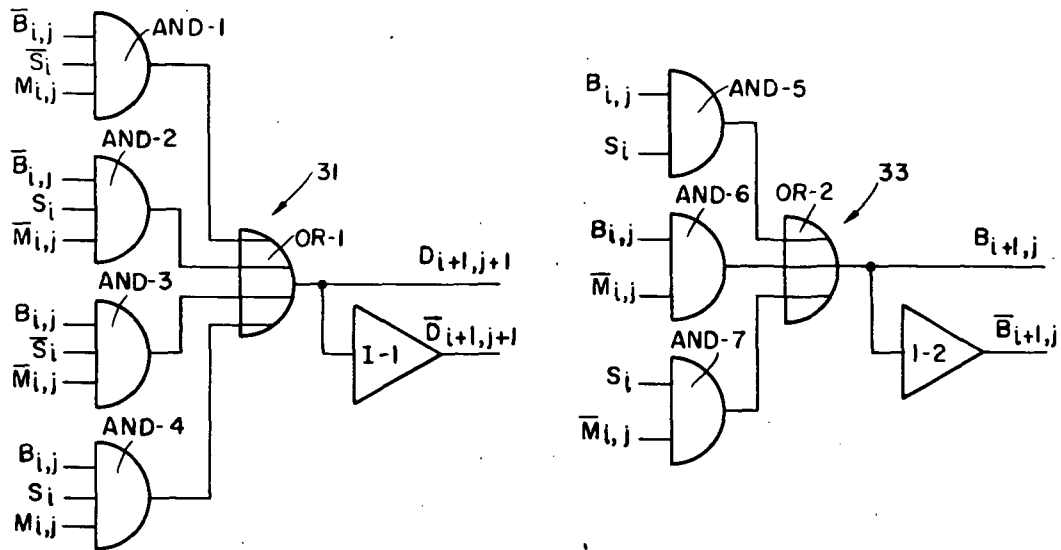 B̅i,j
S̅i
Mi,j
AND-1
B̅i,j
Si
M̅i,j
AND-2
Bi,j
S̅i
M̅i,j
AND-3
Bi,j
Si
Mi,j
AND-4
31
OR-1
Di+1,j+1
D̅i+1,j+1
I-1
Bi,j
Si
AND-5
Bi,j
M̅i,j
AND-6
Si
M̅i,j
AND-7
OR-2
33
Bi+1,j
B̅i+1,j
I-2